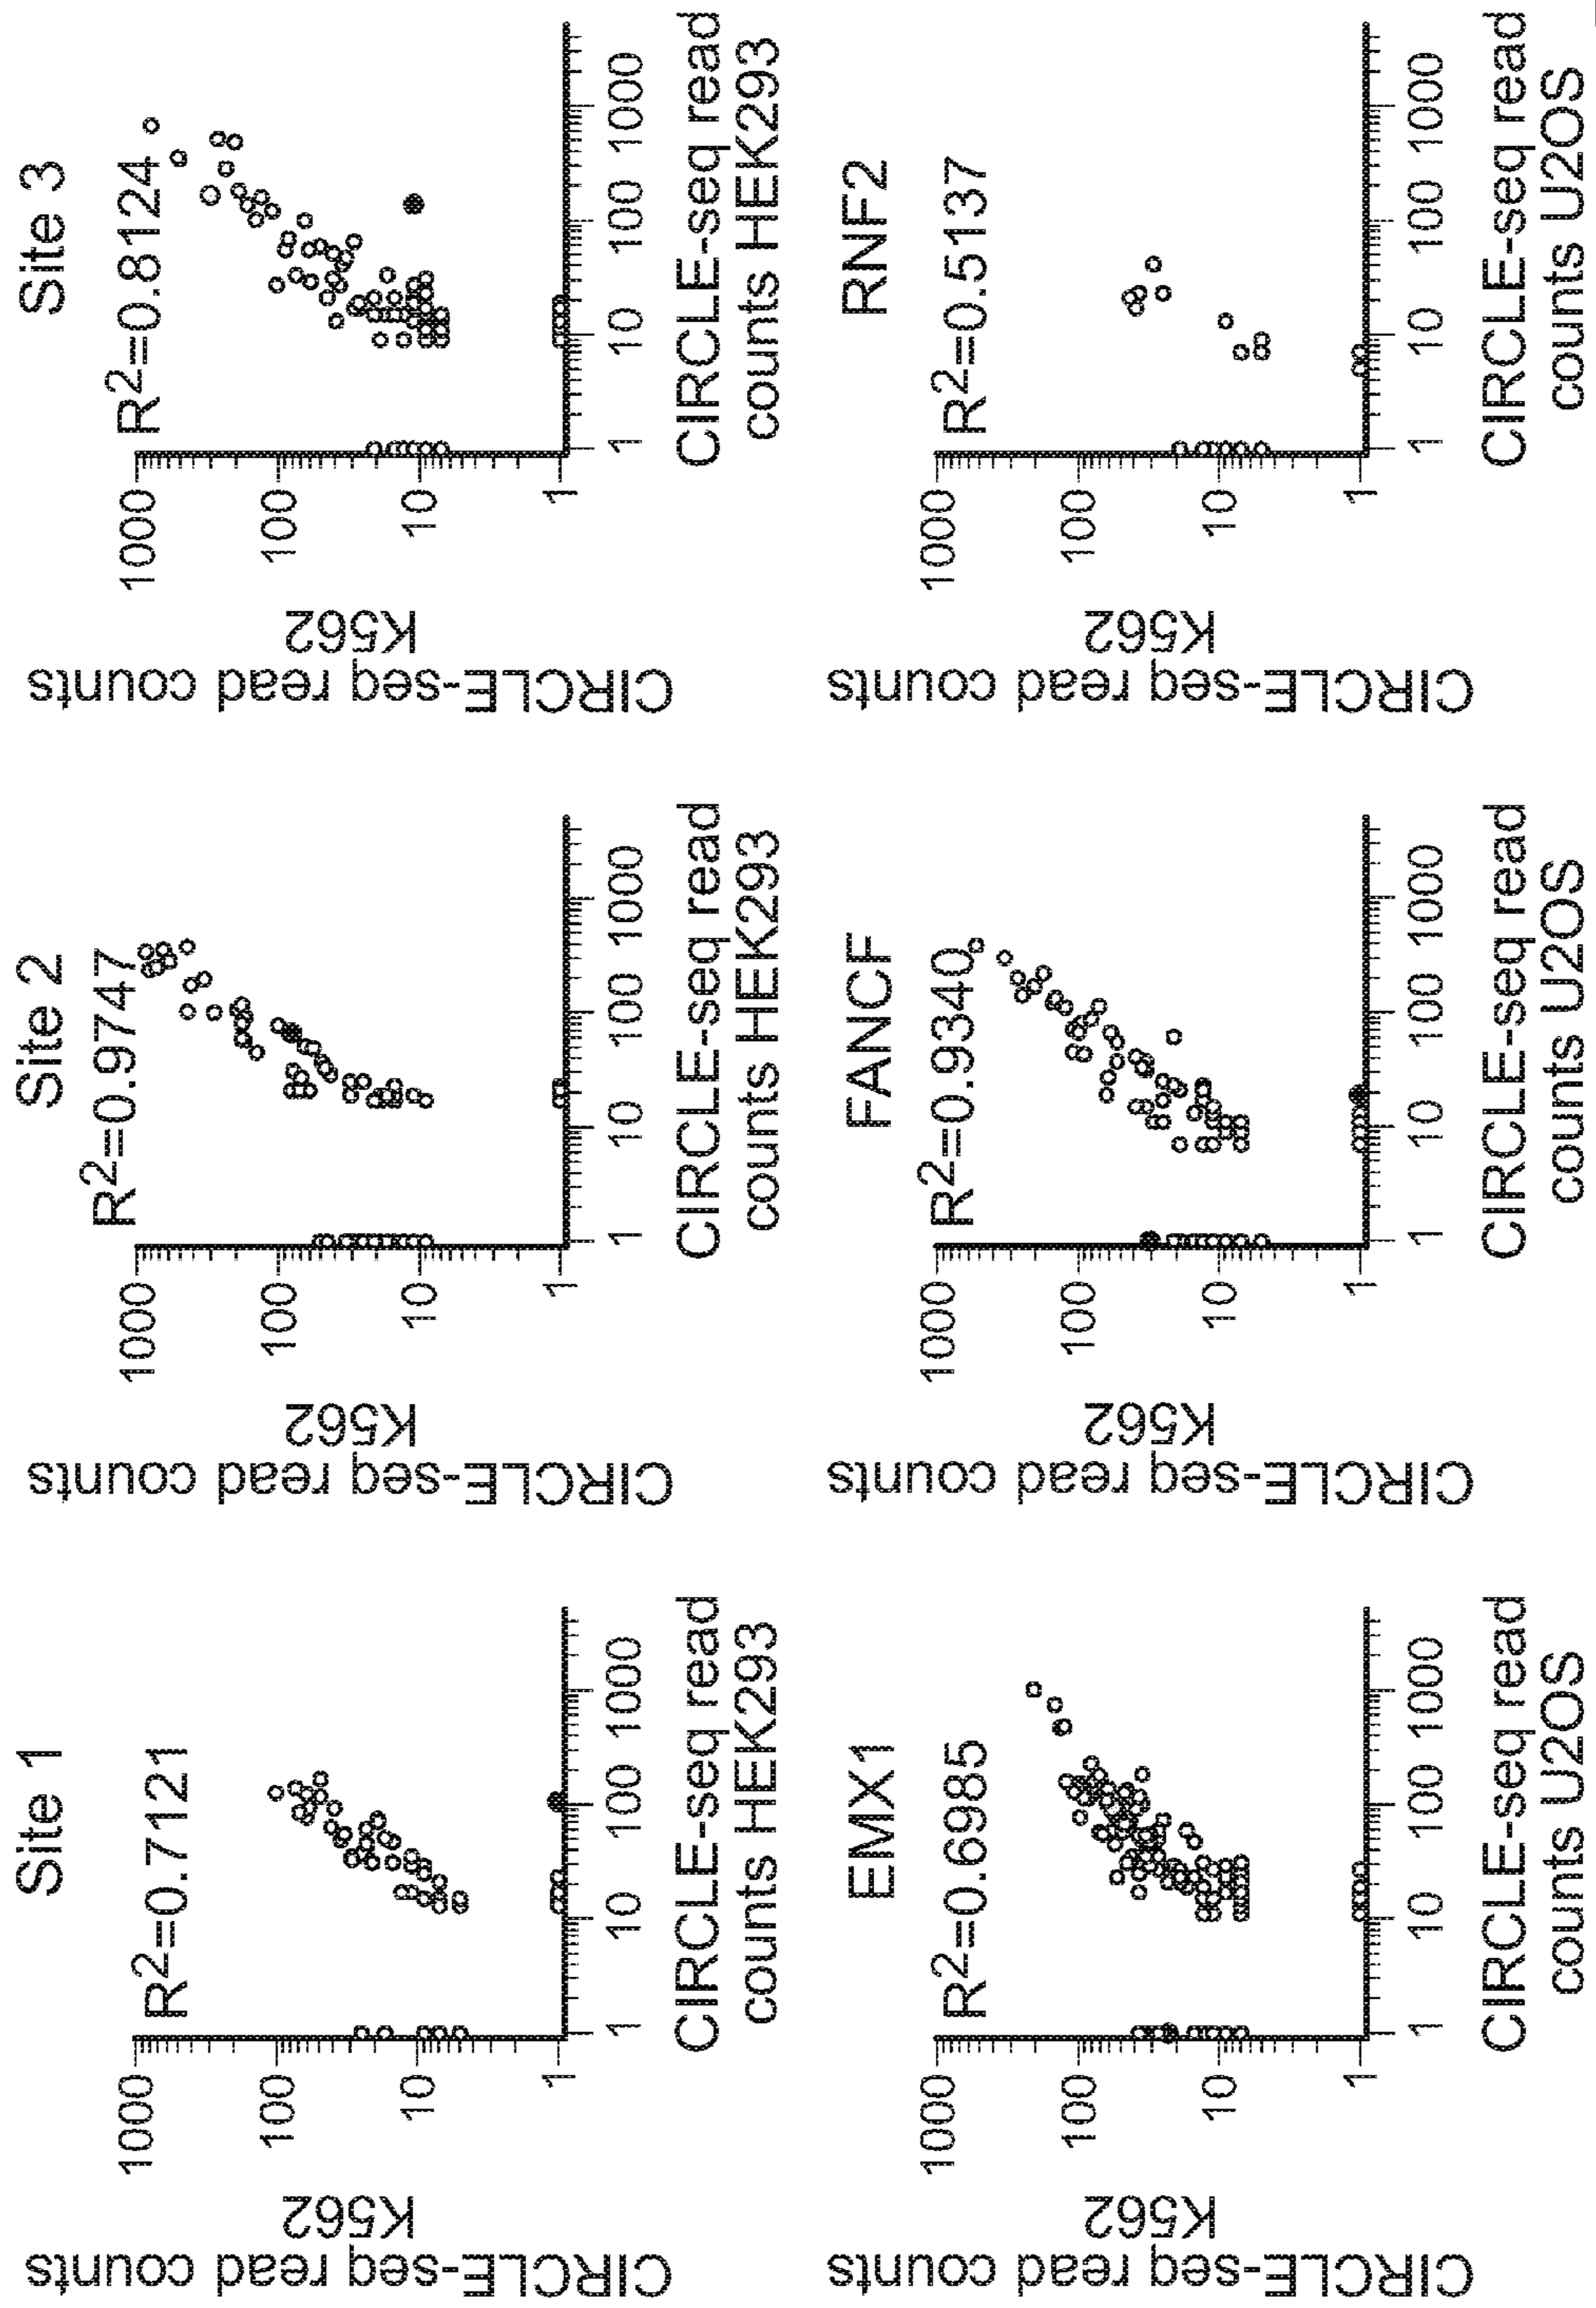 Site 1
R²=0.7121
CIRCLE-seq read counts
K562
1000
100
10
1
1 10 100 1000
CIRCLE-seq read
counts HEK293
Site 2
R²=0.9747
CIRCLE-seq read counts
K562
1000
100
10
1
1 10 100 1000
CIRCLE-seq read
counts HEK293
Site 3
R²=0.8124
CIRCLE-seq read counts
K562
1000
100
10
1
1 10 100 1000
CIRCLE-seq read
counts HEK293
EMX1
R²=0.6985
CIRCLE-seq read counts
K562
1000
100
10
1
1 10 100 1000
CIRCLE-seq read
counts U2OS
FANCF
R²=0.9340
CIRCLE-seq read counts
K562
1000
100
10
1
1 10 100 1000
CIRCLE-seq read
counts U2OS
RNF2
R²=0.5137
CIRCLE-seq read counts
K562
1000
100
10
1
1 10 100 1000
CIRCLE-seq read
counts U2OS